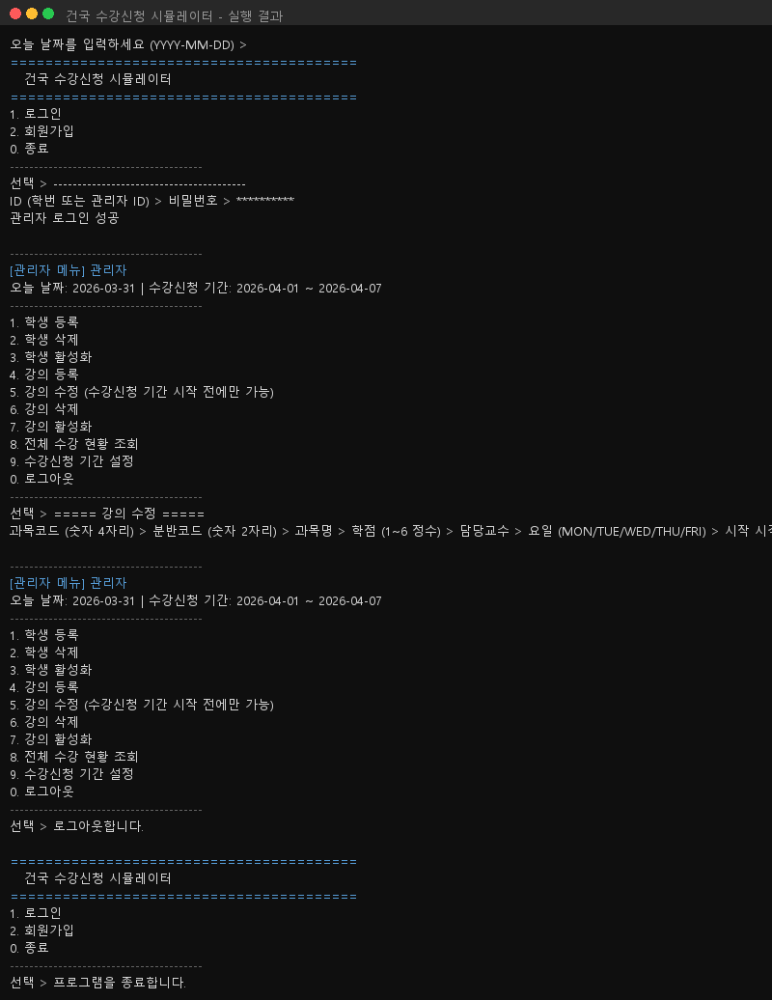 건국 수강신청 시뮬레이터 - 실행 결과
오늘 날짜를 입력하세요 (YYYY-MM-DD) >
========================================
건국 수강신청 시뮬레이터
========================================
1. 로그인
2. 회원가입
0. 종료
----------------------------------------
선택 > ----------------------------------------
ID (학번 또는 관리자 ID) > 비밀번호 > **********
관리자 로그인 성공
----------------------------------------
[관리자 메뉴] 관리자
오늘 날짜: 2026-03-31 | 수강신청 기간: 2026-04-01 ~ 2026-04-07
----------------------------------------
1. 학생 등록
2. 학생 삭제
3. 학생 활성화
4. 강의 등록
5. 강의 수정 (수강신청 기간 시작 전에만 가능)
6. 강의 삭제
7. 강의 활성화
8. 전체 수강 현황 조회
9. 수강신청 기간 설정
0. 로그아웃
----------------------------------------
선택 > ===== 강의 수정 =====
과목코드 (숫자 4자리) > 분반코드 (숫자 2자리) > 과목명 > 학점 (1~6 정수) > 담당교수 > 요일 (MON/TUE/WED/THU/FRI) > 시작
----------------------------------------
[관리자 메뉴] 관리자
오늘 날짜: 2026-03-31 | 수강신청 기간: 2026-04-01 ~ 2026-04-07
----------------------------------------
1. 학생 등록
2. 학생 삭제
3. 학생 활성화
4. 강의 등록
5. 강의 수정 (수강신청 기간 시작 전에만 가능)
6. 강의 삭제
7. 강의 활성화
8. 전체 수강 현황 조회
9. 수강신청 기간 설정
0. 로그아웃
----------------------------------------
선택 > 로그아웃합니다.
========================================
건국 수강신청 시뮬레이터
========================================
1. 로그인
2. 회원가입
0. 종료
----------------------------------------
선택 > 프로그램을 종료합니다.